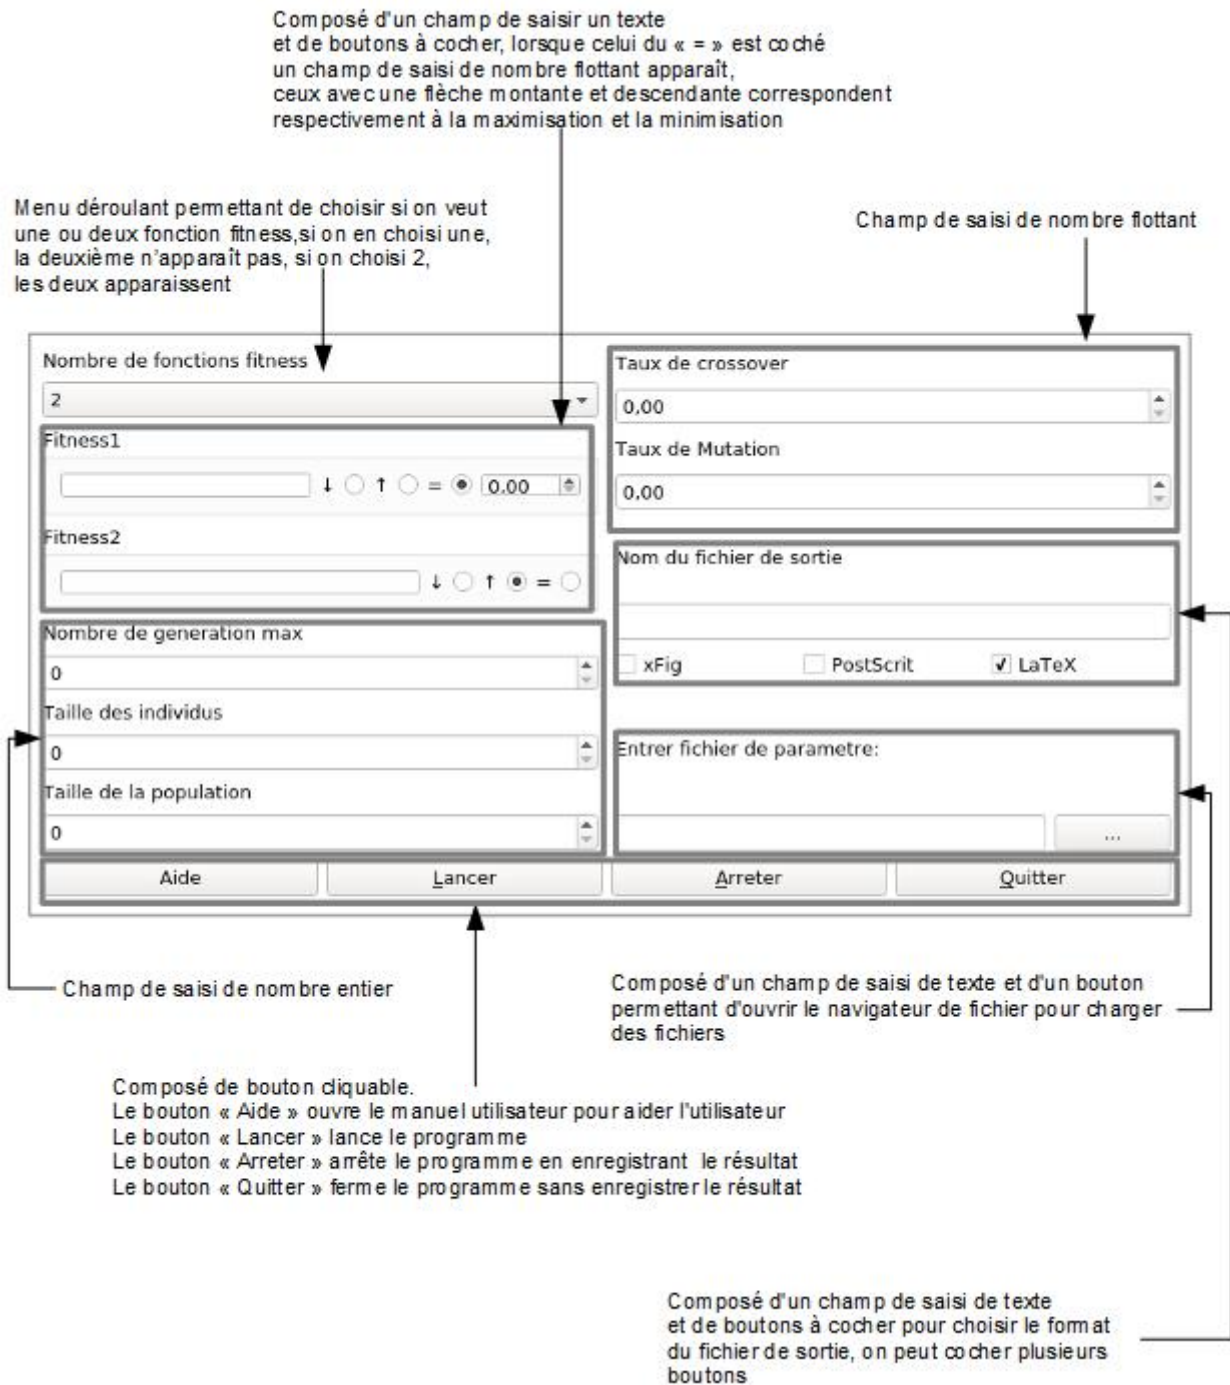 Composé d'un champ de saisir un texte
et de boutons à cocher, lorsque celui du « = » est coché
un champ de saisi de nombre flottant apparaît,
ceux avec une flèche montante et descendante correspondent
respectivement à la maximisation et la minimisation
Menu déroulant permettant de choisir si on veut
une ou deux fonction fitness,si on en choisi une,
la deuxième n'apparaît pas, si on choisi 2,
les deux apparaissent
Champ de saisi de nombre flottant
Nombre de fonctions fitness
2
Fitness1
↓ ↑ = 0.00
Fitness2
↓ ↑ =
Nombre de generation max
0
Taille des individus
0
Taille de la population
0
Taux de crossover
0,00
Taux de Mutation
0,00
Nom du fichier de sortie
xFig PostScrit LaTeX
Entrer fichier de parametre:
...
Aide Lancer Arreter Quitter
Champ de saisi de nombre entier
Composé d'un champ de saisi de texte et d'un bouton
permettant d'ouvrir le navigateur de fichier pour charger
des fichiers
Composé de bouton cliquable.
Le bouton « Aide » ouvre le manuel utilisateur pour aider l'utilisateur
Le bouton « Lancer » lance le programme
Le bouton « Arreter » arrête le programme en enregistrant le résultat
Le bouton « Quitter » ferme le programme sans enregistrer le résultat
Composé d'un champ de saisi de texte
et de boutons à cocher pour choisir le format
du fichier de sortie, on peut cocher plusieurs
boutons